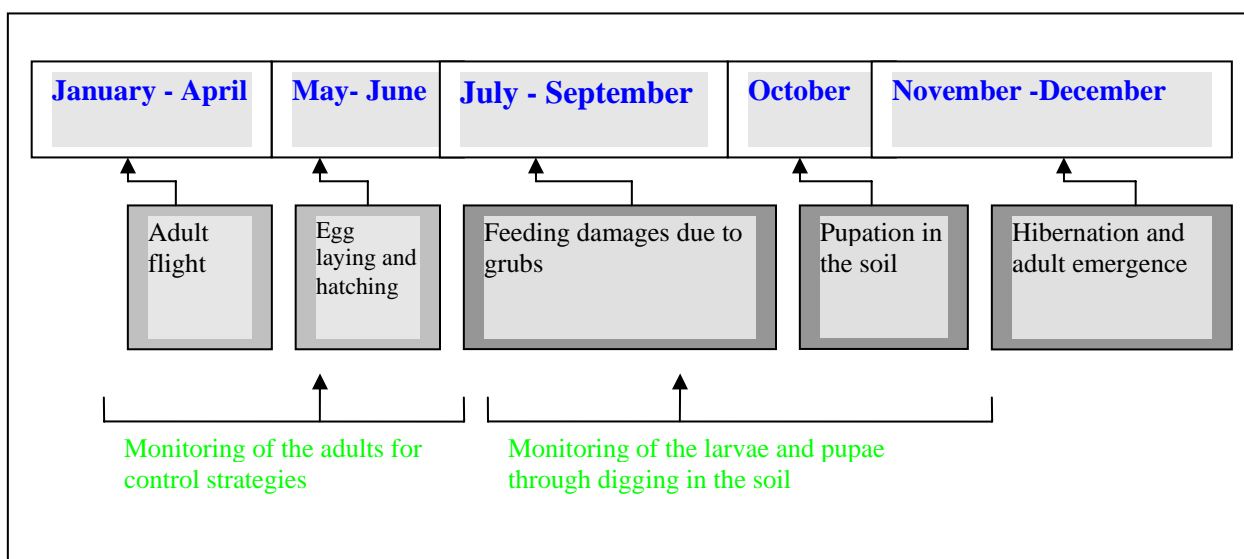 January - April
May- June
July - September
October
November -December
Adult
flight
Egg
laying and
hatching
Feeding damages due to
grubs
Pupation in
the soil
Hibernation and
adult emergence
Monitoring of the adults for
control strategies
Monitoring of the larvae and pupae
through digging in the soil